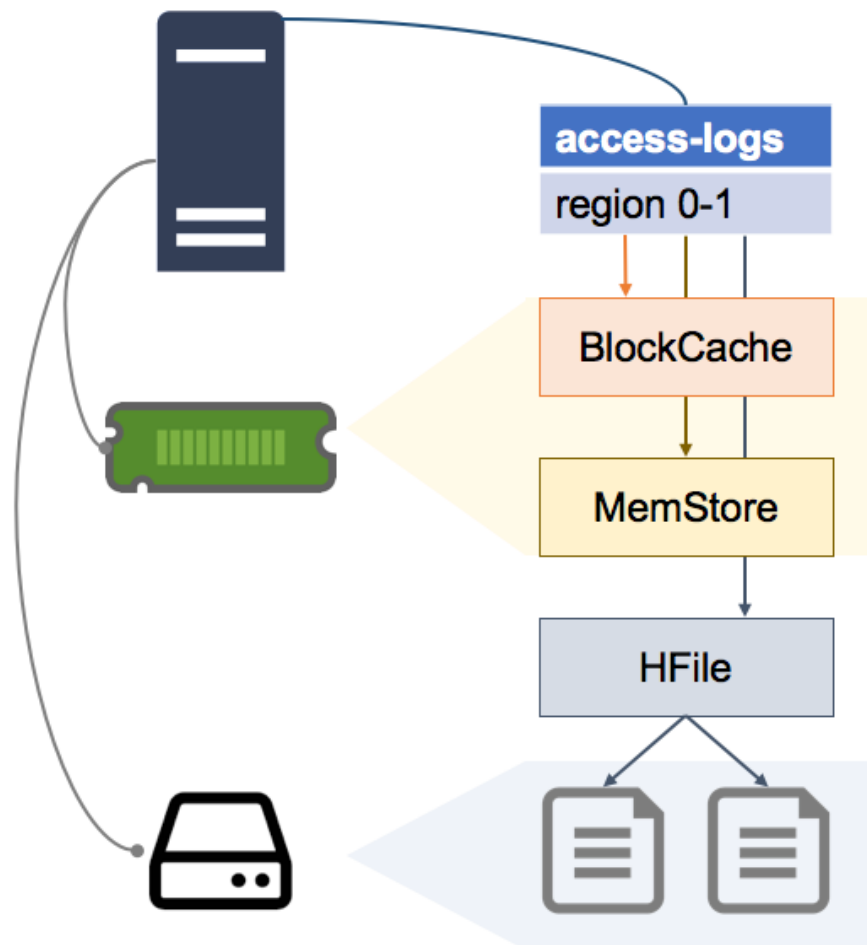 access-logs
region 0-1
BlockCache
MemStore
HFile